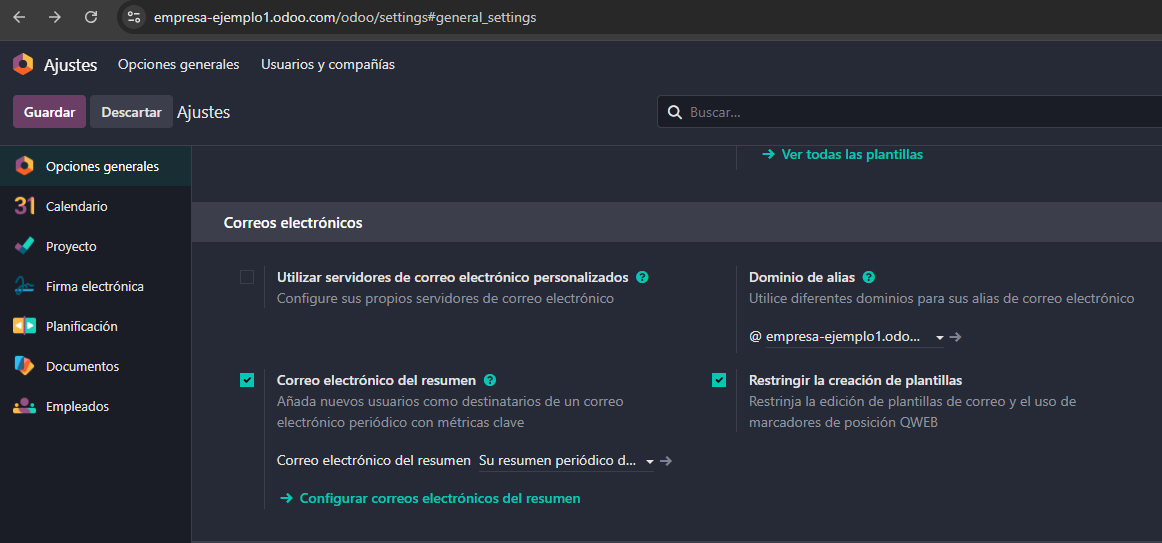 empresa-ejemplo1.odoo.com/odoo/settings#general_settings
Ajustes Opciones generales Usuarios y compañías
Guardar Descartar Ajustes Buscar...
Opciones generales
31 Calendario
Proyecto
Firma electrónica
Planificación
Documentos
Empleados
→ Ver todas las plantillas
Correos electrónicos
Utilizar servidores de correo electrónico personalizados ?
Configure sus propios servidores de correo electrónico
Dominio de alias ?
Utilice diferentes dominios para sus alias de correo electrónico
@ empresa-ejemplo1.odoo... →
Correo electrónico del resumen ?
Añada nuevos usuarios como destinatarios de un correo
electrónico periódico con métricas clave
Correo electrónico del resumen Su resumen periódico d... →
→ Configurar correos electrónicos del resumen
Restringir la creación de plantillas
Restrinja la edición de plantillas de correo y el uso de
marcadores de posición QWEB